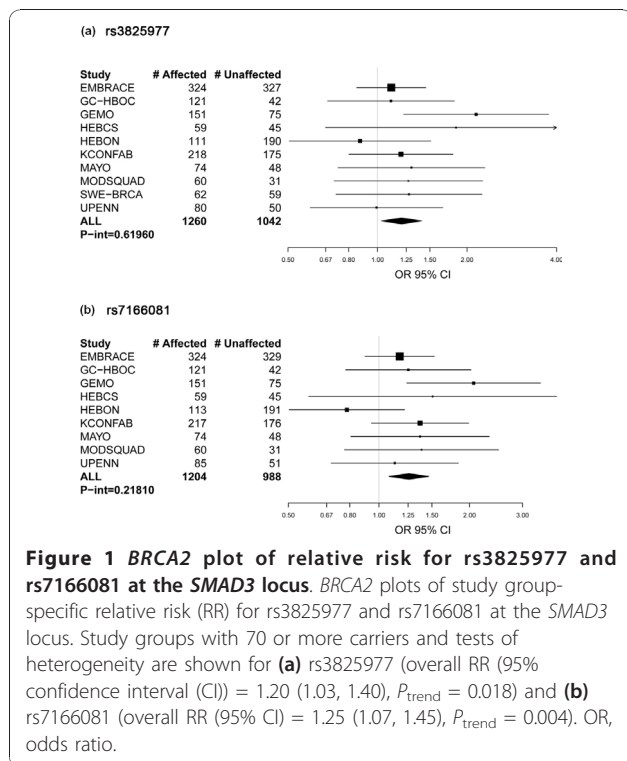 (a) rs3825977
Study # Affected # Unaffected
EMBRACE 324 327
GC-HBOC 121 42
GEMO 151 75
HEBCS 59 45
HEBON 111 190
KCONFAB 218 175
MAYO 74 48
MODSQUAD 60 31
SWE-BRCA 62 59
UPENN 80 50
ALL 1260 1042
P-int=0.61960
0.50 0.67 0.80 1.00 1.25 1.50 2.00 4.00
OR 95% CI
(b) rs7166081
Study # Affected # Unaffected
EMBRACE 324 329
GC-HBOC 121 42
GEMO 151 75
HEBCS 59 45
HEBON 113 191
KCONFAB 217 176
MAYO 74 48
MODSQUAD 60 31
UPENN 85 51
ALL 1204 988
P-int=0.21810
0.50 0.67 0.80 1.00 1.25 1.50 2.00 3.00
OR 95% CI
Figure 1 BRCA2 plot of relative risk for rs3825977 and
rs7166081 at the SMAD3 locus. BRCA2 plots of study group-
specific relative risk (RR) for rs3825977 and rs7166081 at the SMAD3
locus. Study groups with 70 or more carriers and tests of
heterogeneity are shown for (a) rs3825977 (overall RR (95%
confidence interval (CI)) = 1.20 (1.03, 1.40), Ptrend = 0.018) and (b)
rs7166081 (overall RR (95% CI) = 1.25 (1.07, 1.45), Ptrend = 0.004). OR,
odds ratio.